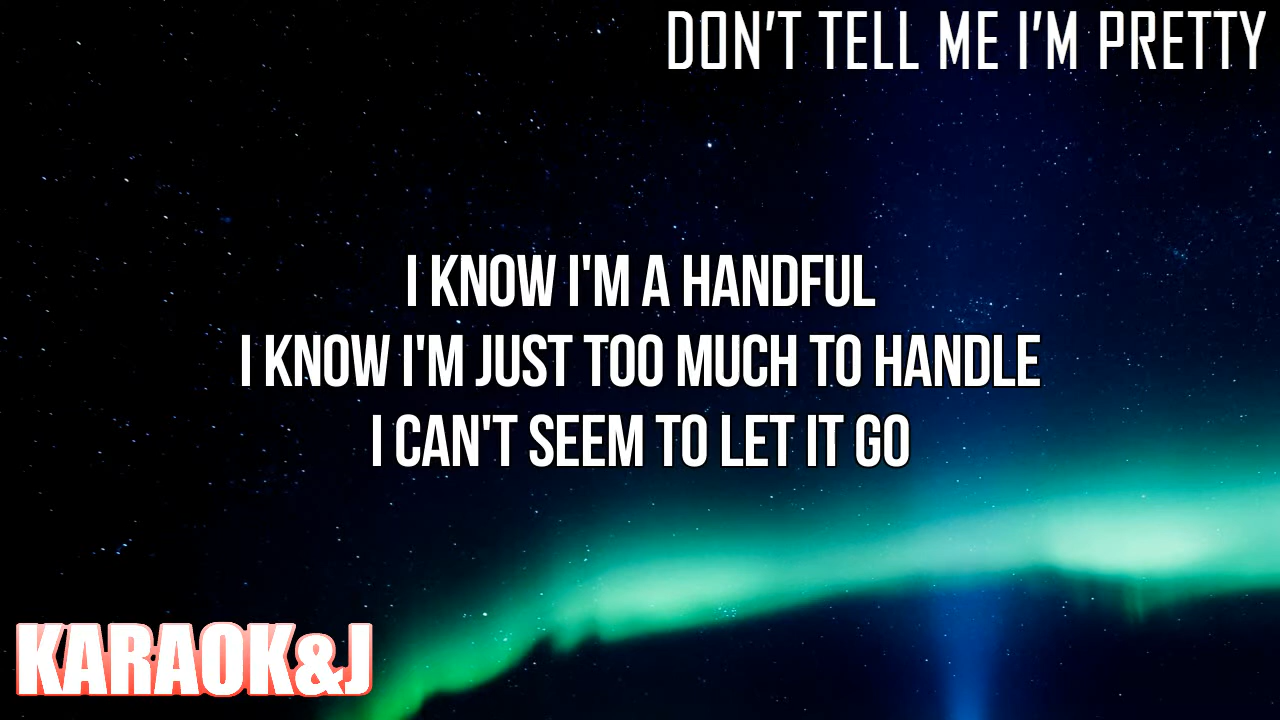 DON’T TELL ME I’M PRETTY
I KNOW I'M A HANDFUL
I KNOW I'M JUST TOO MUCH TO HANDLE
I CAN'T SEEM TO LET IT GO
KARAOK&J